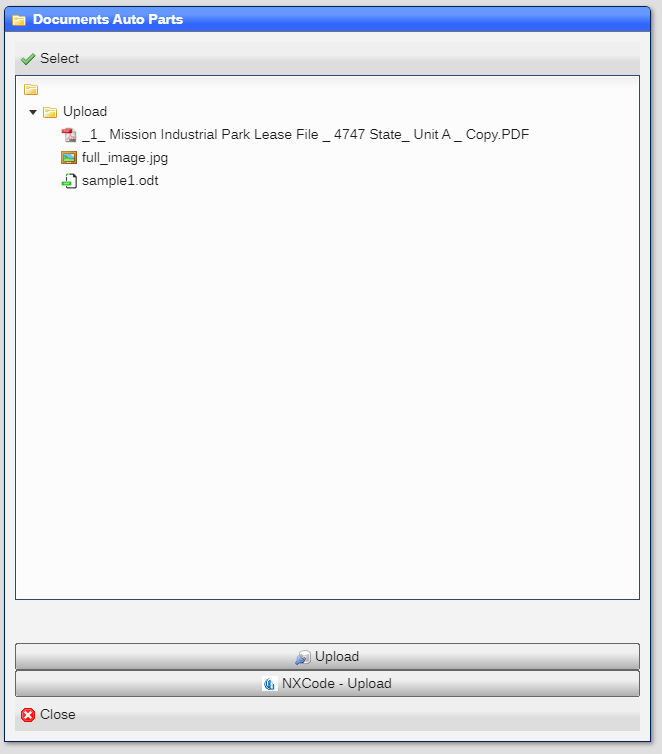 Documents Auto Parts
Select
Upload
_1_ Mission Industrial Park Lease File _ 4747 State_ Unit A _ Copy.PDF
full_image.jpg
sample1.odt
Upload
NXCode - Upload
Close